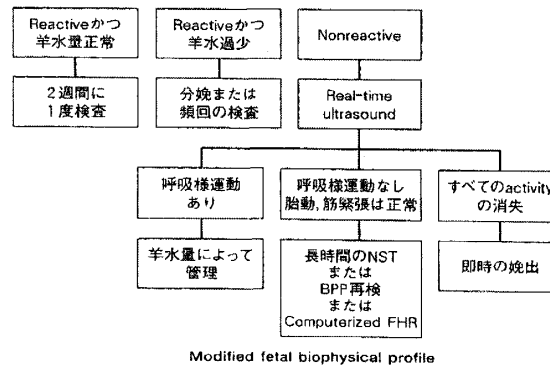 Reactiveかつ
羊水量正常
Reactiveかつ
羊水過少
Nonreactive
2週間に
1度検査
分娩または
頻回の検査
Real-time
ultrasound
呼吸様運動
あり
呼吸様運動なし
胎動,筋緊張は正常
すべてのactivity
の消失
羊水量によって
管理
長時間のNST
または
BPP再検
または
Computerized FHR
即時の娩出
Modified fetal biophysical profile